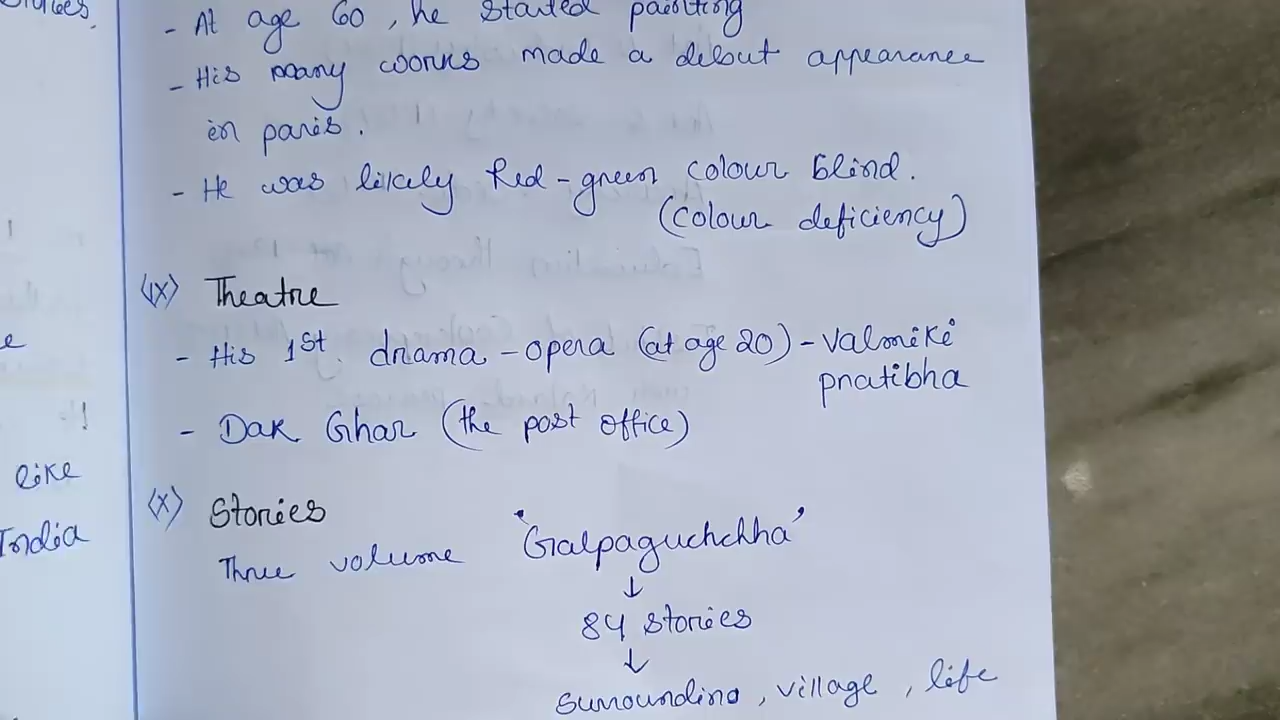 - At age 60, he started painting
- His many works made a debut appearance
in paris.
- He was likely Red-green colour blind.
(colour deficiency)
(ix) Theatre
- His 1st drama - opera (at age 20) - Valmiki
pratibha
- Dak Ghar (the post office)
(x) Stories
Three volume 'Galpaguchchha'
↓
84 stories
↓
Surrounding, village, life
like
India